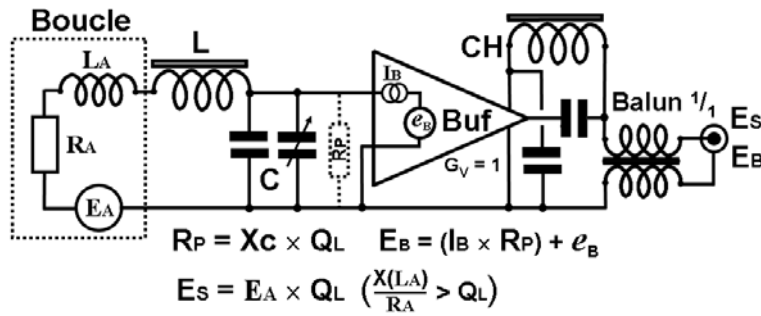 Boucle
LA
L
RA
EA
C
RP
IB
eB
Buf
GV = 1
CH
Balun 1/1
ES
EB
RP = Xc × QL EB = (IB × RP) + eB
ES = EA × QL (X(LA)/RA > QL)